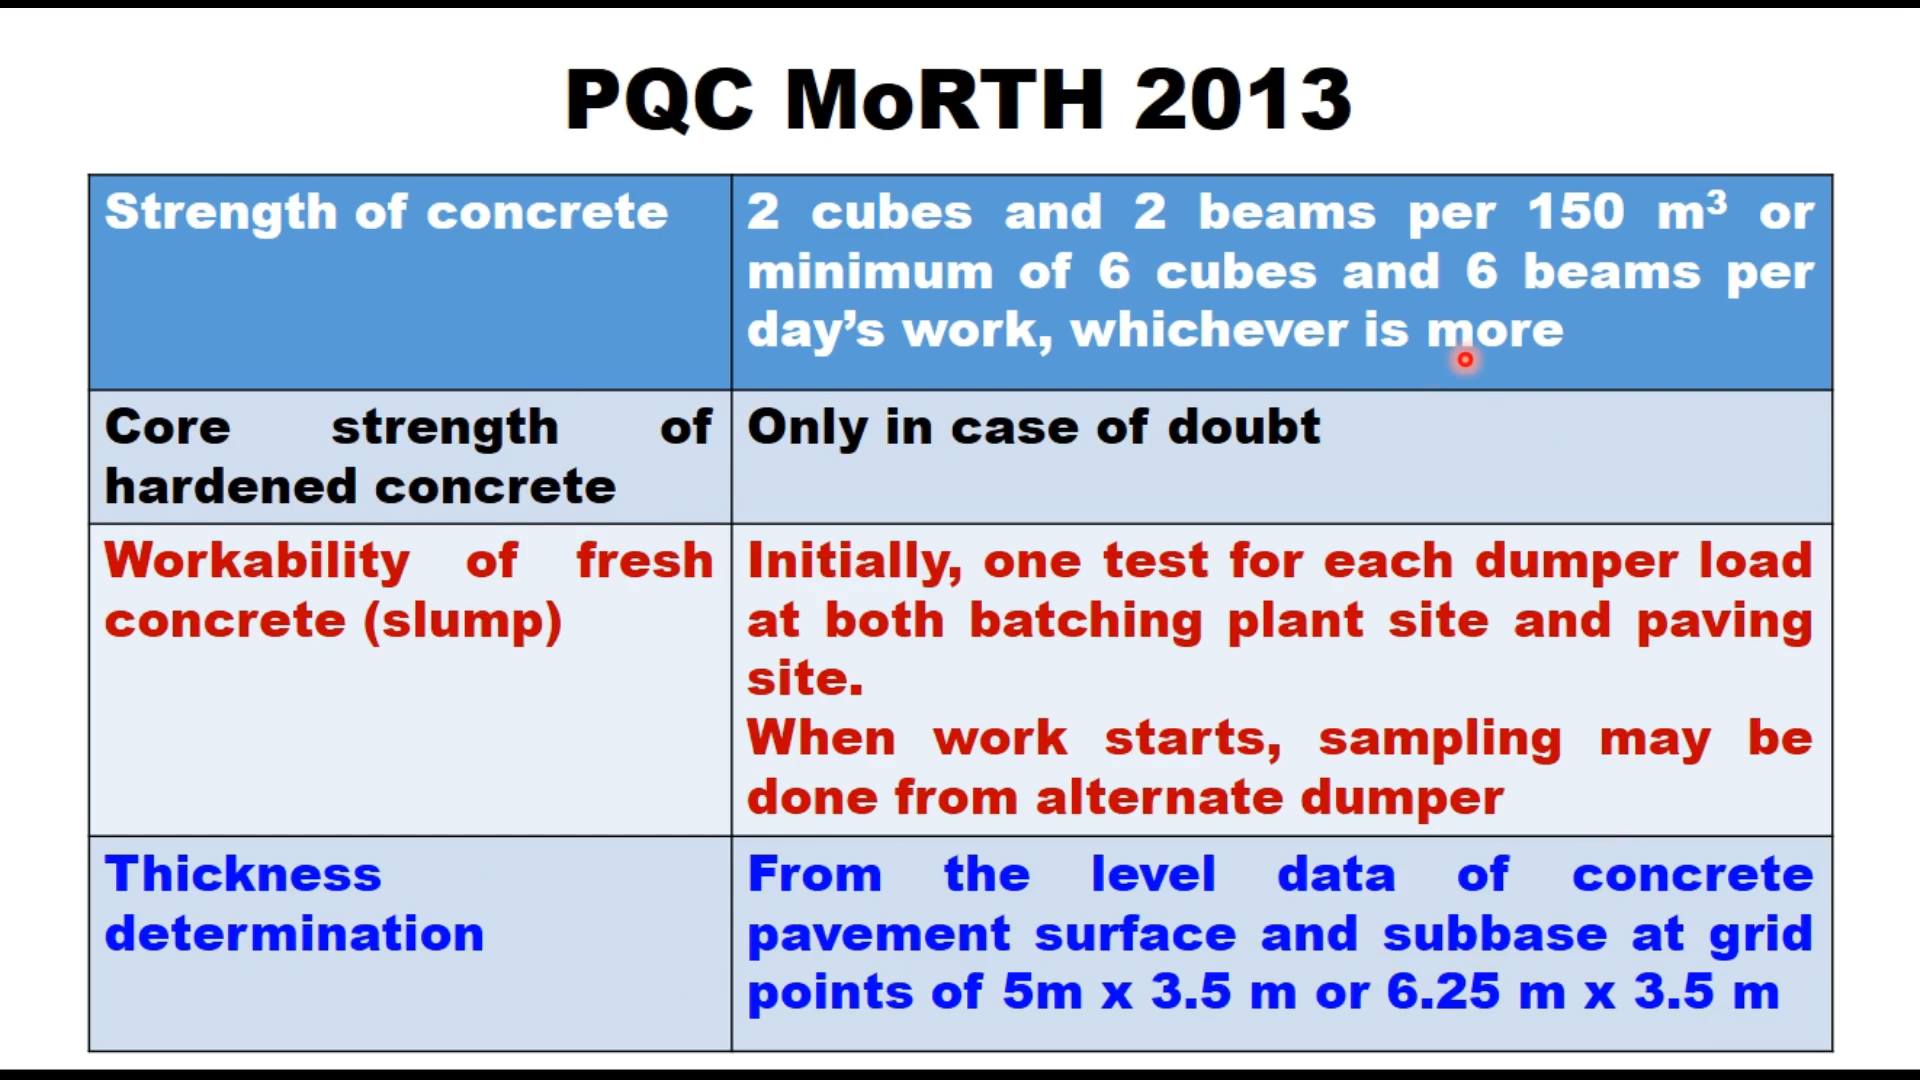 PQC MoRTH 2013
Strength of concrete
2 cubes and 2 beams per 150 m³ or
minimum of 6 cubes and 6 beams per
day’s work, whichever is more
Core strength of
hardened concrete
Only in case of doubt
Workability of fresh
concrete (slump)
Initially, one test for each dumper load
at both batching plant site and paving
site.
When work starts, sampling may be
done from alternate dumper
Thickness
determination
From the level data of concrete
pavement surface and subbase at grid
points of 5m x 3.5 m or 6.25 m x 3.5 m